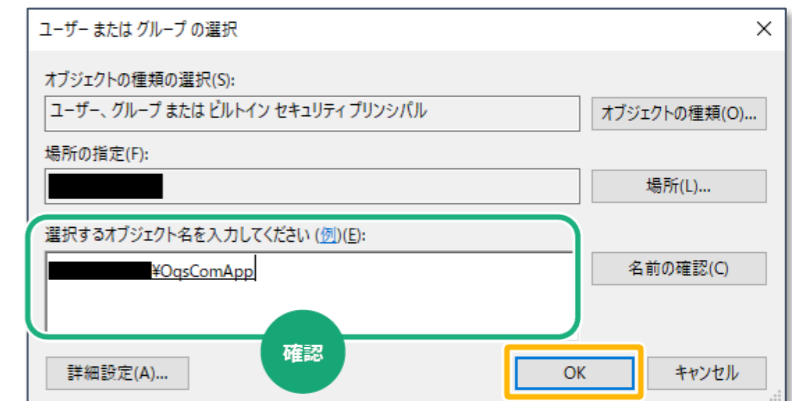 ユーザー または グループ の選択
オブジェクトの種類の選択(S):
ユーザー、グループ または ビルトイン セキュリティ プリンシパル
オブジェクトの種類(O)...
場所の指定(F):
場所(L)...
選択するオブジェクト名を入力してください (例)(E):
¥OqsComApp
名前の確認(C)
確認
詳細設定(A)...
OK
キャンセル